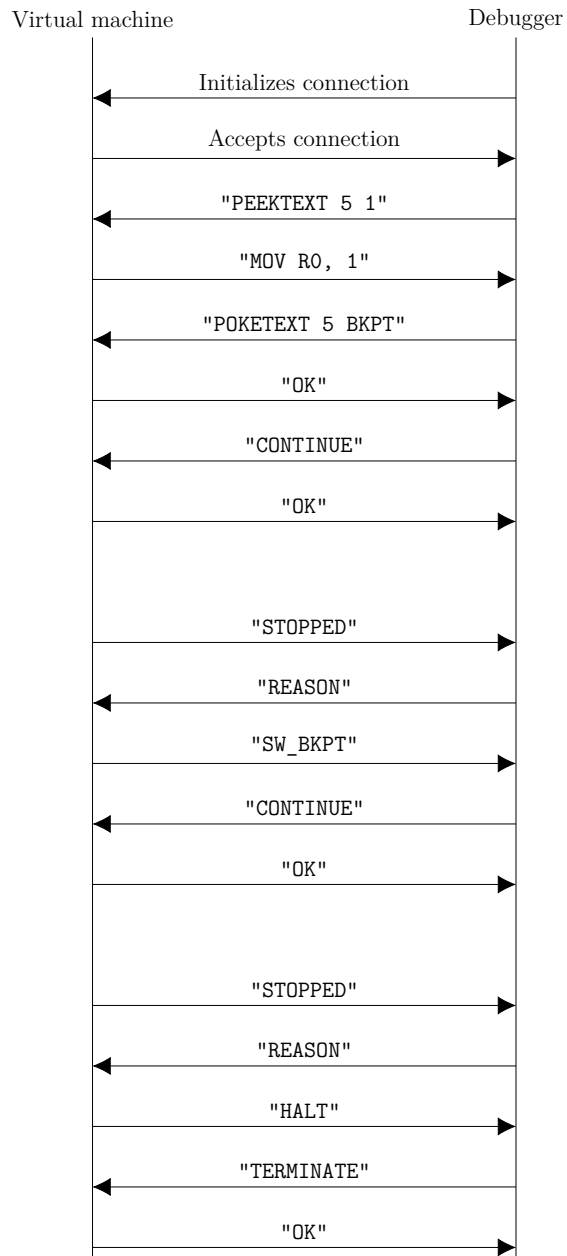 Virtual machine Debugger
Initializes connection
Accepts connection
"PEEKTEXT 5 1"
"MOV R0, 1"
"POKETEXT 5 BKPT"
"OK"
"CONTINUE"
"OK"
"STOPPED"
"REASON"
"SW_BKPT"
"CONTINUE"
"OK"
"STOPPED"
"REASON"
"HALT"
"TERMINATE"
"OK"